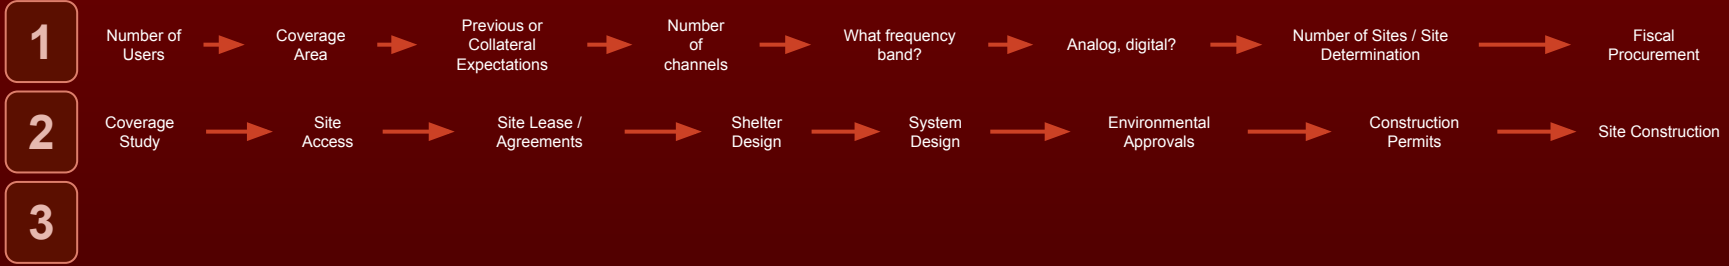 1
Number of
Users
Coverage
Area
Previous or
Collateral
Expectations
Number
of
channels
What frequency
band?
Analog, digital?
Number of Sites / Site
Determination
Fiscal
Procurement
2
Coverage
Study
Site
Access
Site Lease /
Agreements
Shelter
Design
System
Design
Environmental
Approvals
Construction
Permits
Site Construction
3